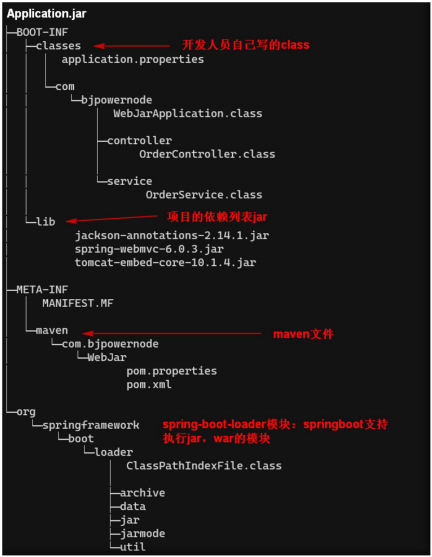 Application.jar
├─BOOT-INF
├─classes 开发人员自己写的class
application.properties
└─com
└─bjpowernode
WebJarApplication.class
├─controller
OrderController.class
└─service
OrderService.class
└─lib 项目的依赖列表jar
jackson-annotations-2.14.1.jar
spring-webmvc-6.0.3.jar
tomcat-embed-core-10.1.4.jar
├─META-INF
MANIFEST.MF
└─maven maven文件
└─com.bjpowernode
└─WebJar
pom.properties
pom.xml
└─org
└─springframework spring-boot-loader模块：springboot支持
└─boot 执行jar，war的模块
└─loader
ClassPathIndexFile.class
├─archive
├─data
├─jar
├─jarmode
└─util